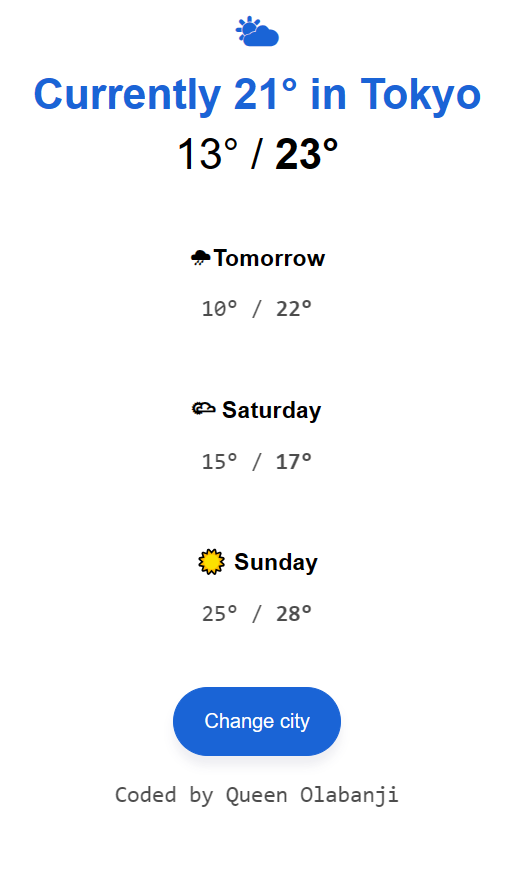 Currently 21° in Tokyo
13° / 23°
Tomorrow
10° / 22°
Saturday
15° / 17°
Sunday
25° / 28°
Change city
Coded by Queen Olabanji